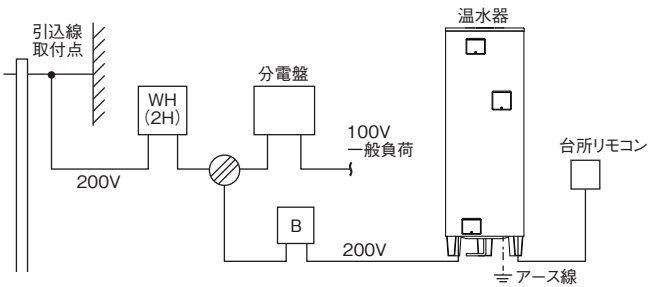 温水器
引込線
取付点
分電盤
WH
(2H)
100V
一般負荷
台所リモコン
200V
B
200V
アース線